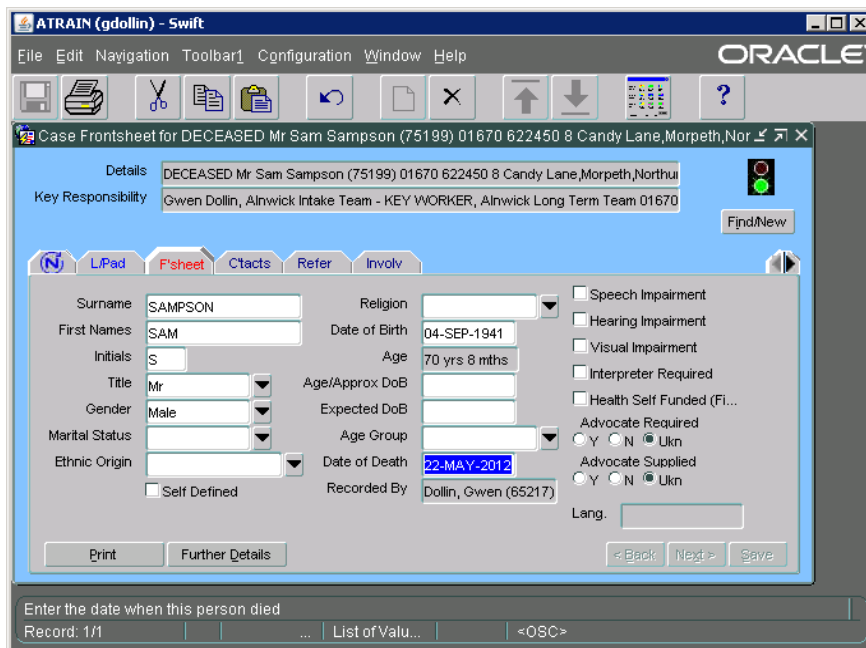 ATRAIN (gdollin) - Swift
File Edit Navigation Toolbar1 Configuration Window Help
ORACLE
?
Case Frontsheet for DECEASED Mr Sam Sampson (75199) 01670 622450 8 Candy Lane,Morpeth,Nor
Details DECEASED Mr Sam Sampson (75199) 01670 622450 8 Candy Lane,Morpeth,Northu
Key Responsibility Gwen Dollin, Alnwick Intake Team - KEY WORKER, Alnwick Long Term Team 01670
Find/New
N L/Pad F'sheet C'tacts Refer Involv
Surname SAMPSON Religion Speech Impairment
First Names SAM Date of Birth 04-SEP-1941 Hearing Impairment
Initials S Age 70 yrs 8 mths Visual Impairment
Title Mr Age/Approx DoB Interpreter Required
Gender Male Expected DoB Health Self Funded (Fi...
Marital Status Age Group Advocate Required
Y N Ukn
Ethnic Origin Date of Death 22-MAY-2012 Advocate Supplied
Y N Ukn
Self Defined Recorded By Dollin, Gwen (65217)
Lang.
Print Further Details < Back Next > Save
Enter the date when this person died
Record: 1/1 ... List of Valu... <OSC>